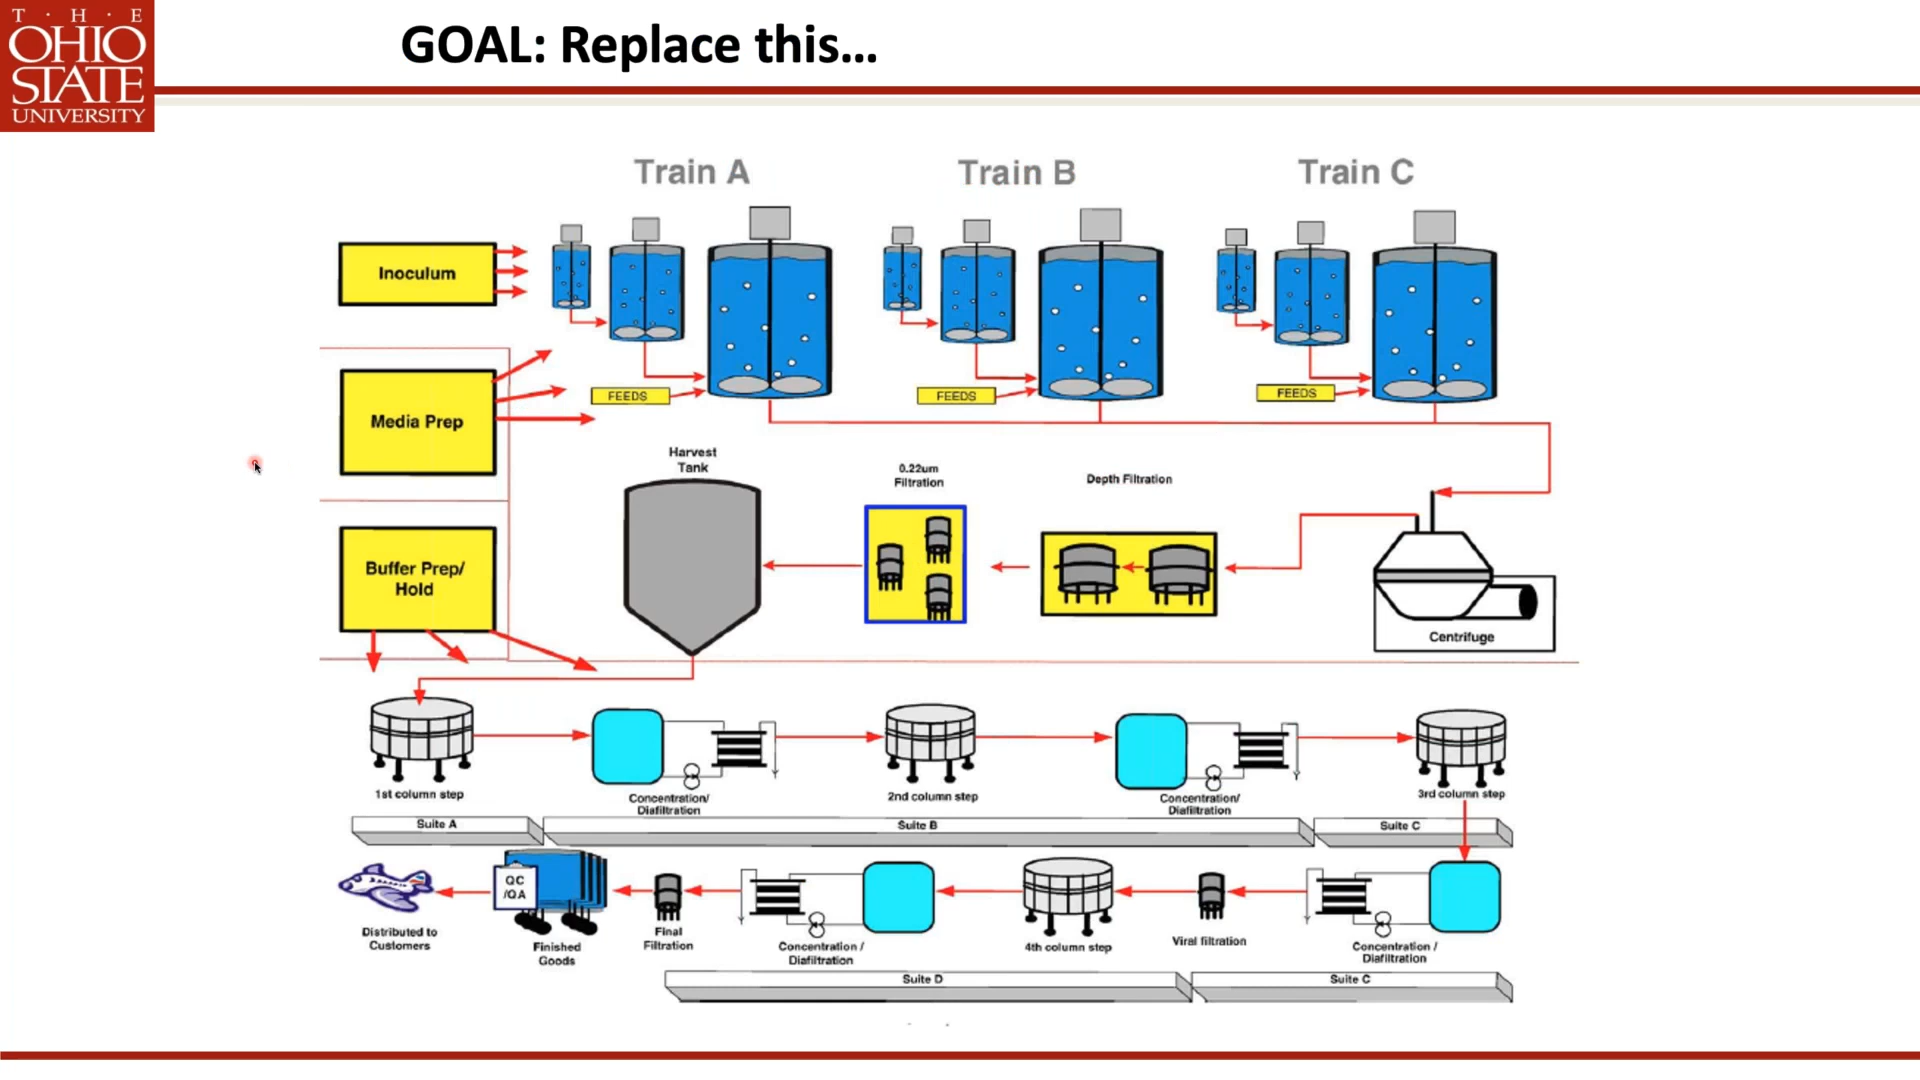 T · H · E
OHIO
STATE
UNIVERSITY
GOAL: Replace this...
Train A
Train B
Train C
Inoculum
FEEDS
FEEDS
FEEDS
Media Prep
Harvest
Tank
0.22um
Filtration
Depth Filtration
Buffer Prep/
Hold
Centrifuge
1st column step
Concentration/
Diafiltration
2nd column step
Concentration/
Diafiltration
3rd column step
Suite A
Suite B
Suite C
QC
/QA
Distributed to
Customers
Finished
Goods
Final
Filtration
Concentration /
Diafiltration
4th column step
Viral filtration
Concentration /
Diafiltration
Suite D
Suite C